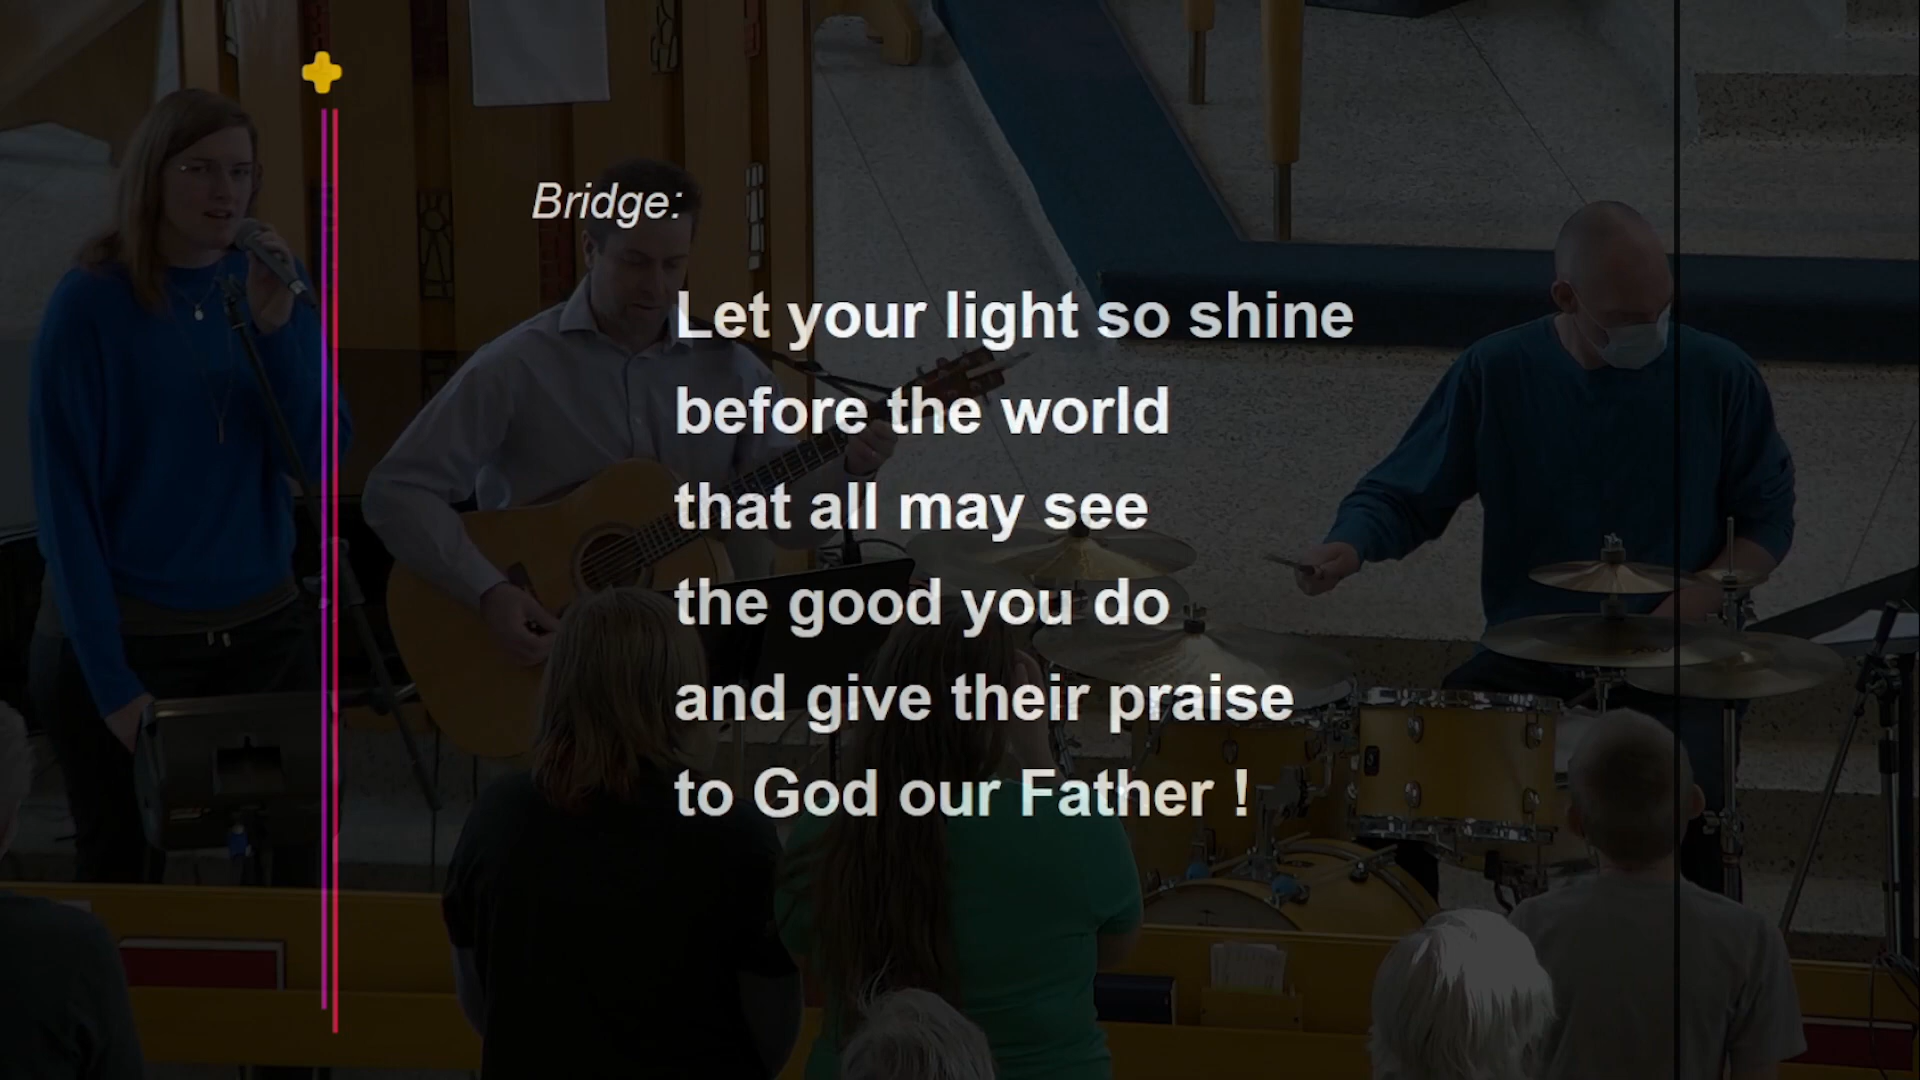 Bridge:
Let your light so shine
before the world
that all may see
the good you do
and give their praise
to God our Father !